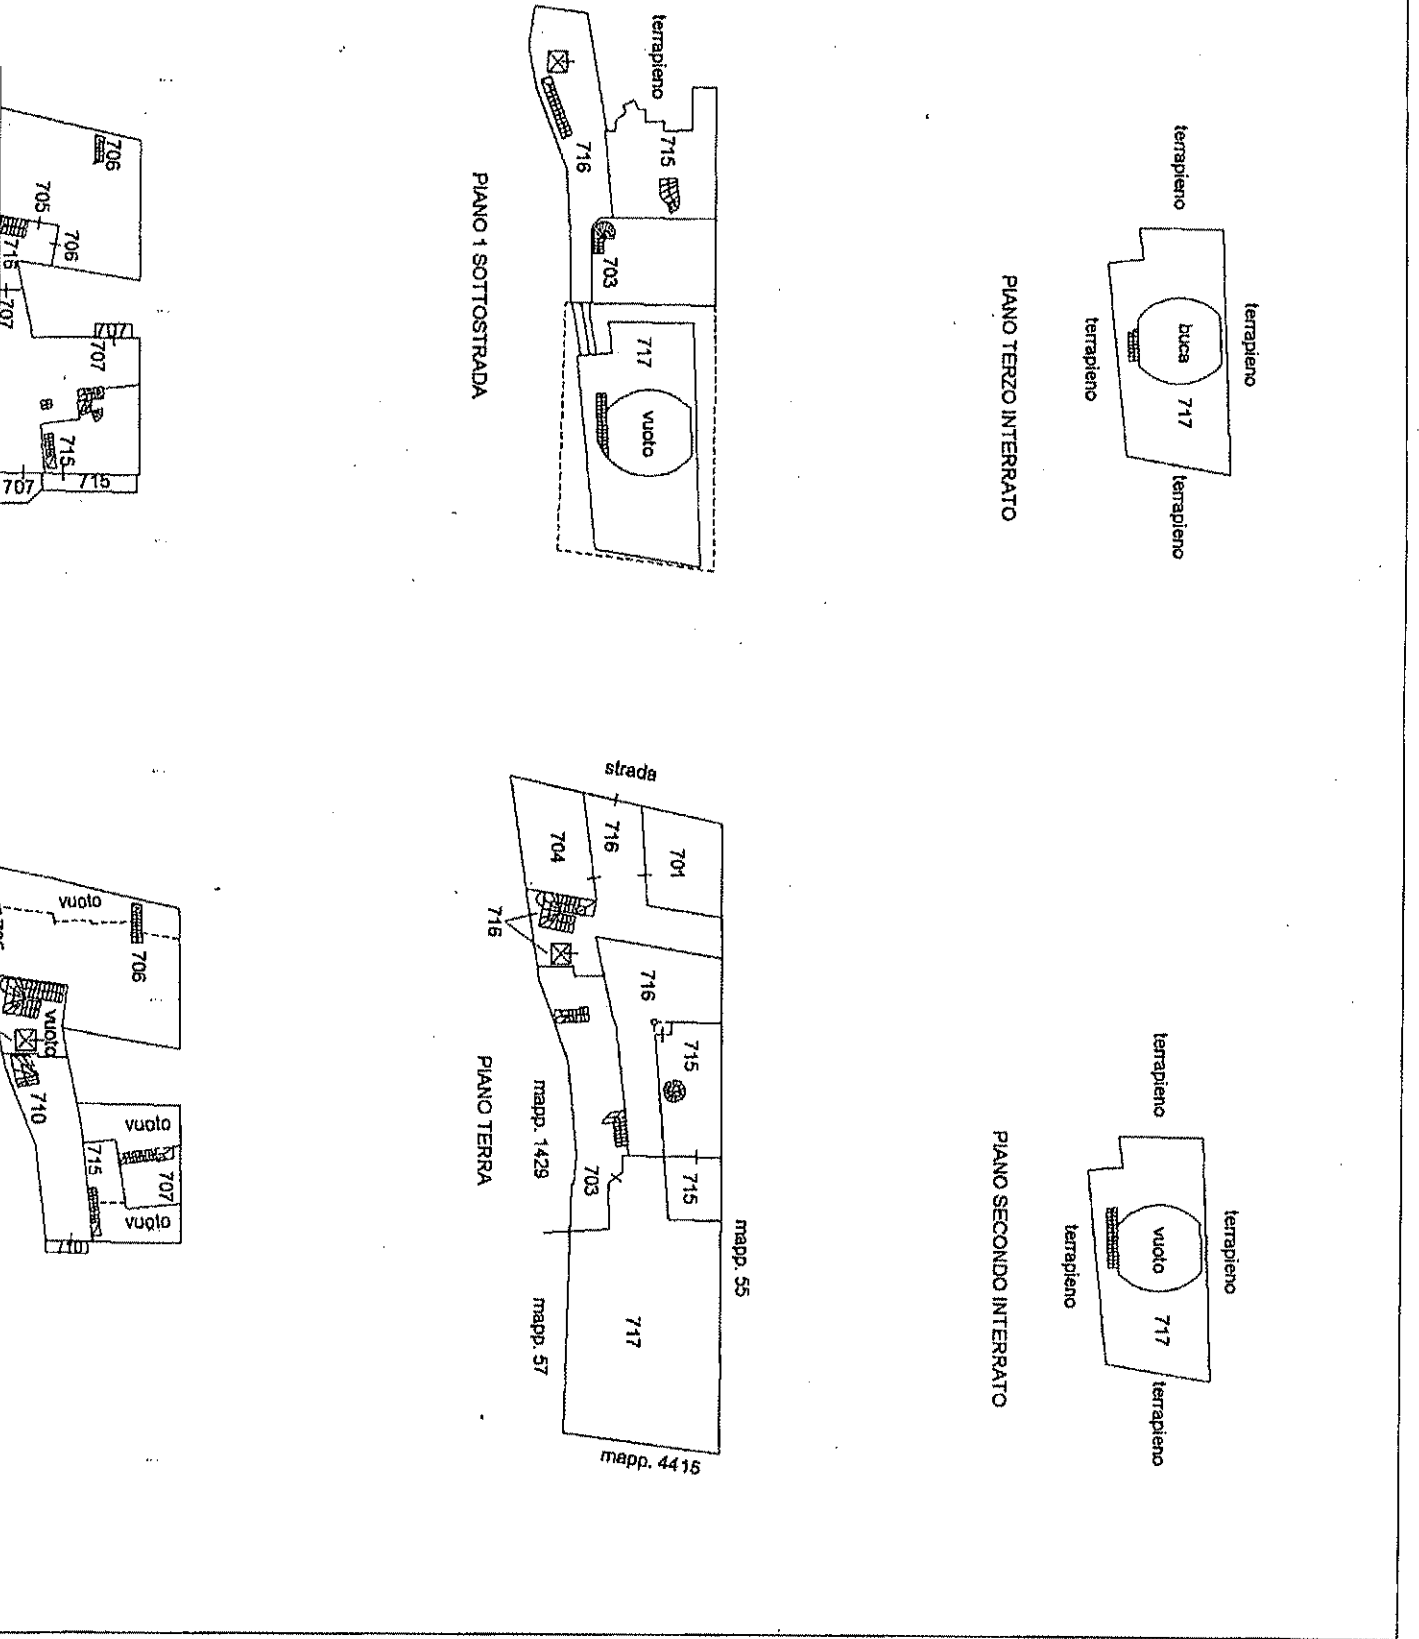 terrapieno
terrapieno
buca
717
terrapieno
terrapieno
PIANO TERZO INTERRATO
terrapieno
terrapieno
vuoto
717
terrapieno
terrapieno
PIANO SECONDO INTERRATO
terrapieno
715
716
703
717
vuoto
PIANO 1 SOTTOSTRADA
mapp. 55
strada
701
716
704
716
716
715
715
703
717
mapp. 4415
mapp. 1429
mapp. 57
PIANO TERRA
706
705
706
716
707
707
707
715
715
707
vuoto
706
vuoto
710
vuoto
715
707
vuoto
710